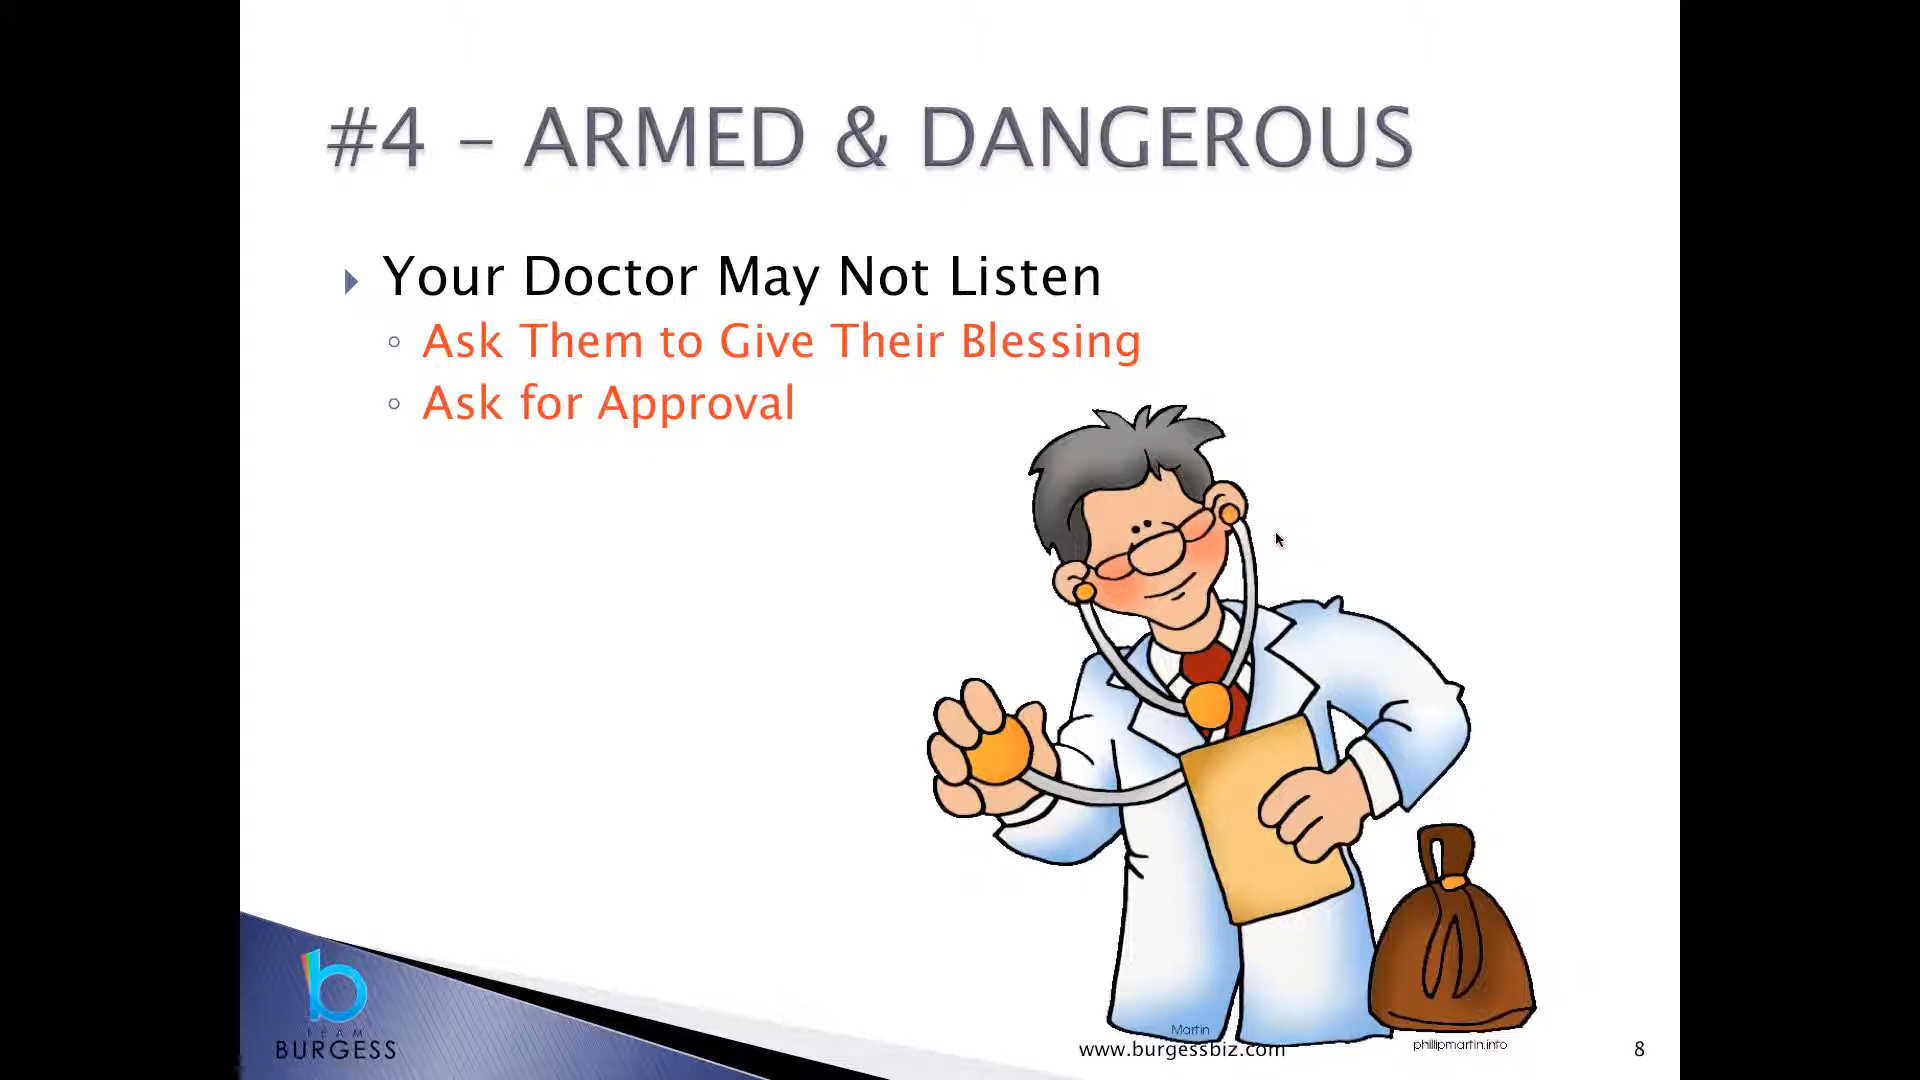 #4 – ARMED & DANGEROUS
Your Doctor May Not Listen
Ask Them to Give Their Blessing
Ask for Approval
b
TEAM
BURGESS
Martin
www.burgessbiz.com
phillipmartin.info
8